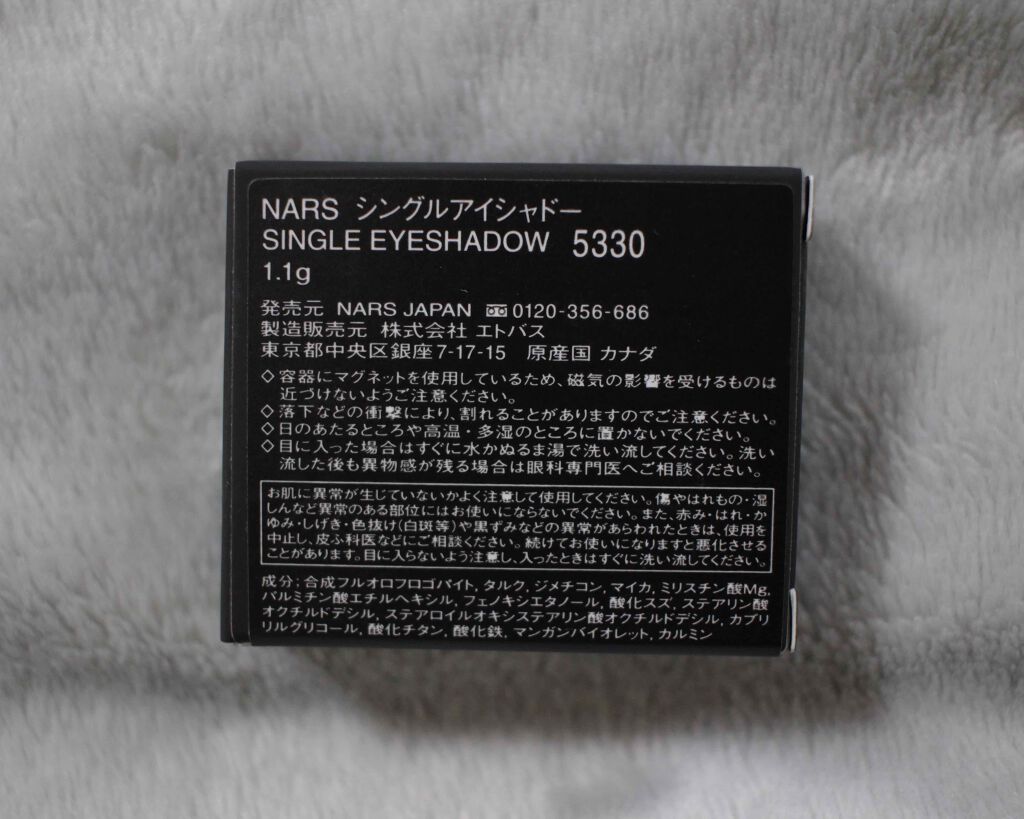 NARS シングルアイシャドー
SINGLE EYESHADOW 5330
1.1g
発売元 NARS JAPAN 0120-356-686
製造販売元 株式会社 エトバス
東京都中央区銀座7-17-15 原産国 カナダ
◇容器にマグネットを使用しているため、磁気の影響を受けるものは
近づけないようご注意ください。
◇落下などの衝撃により、割れることがありますのでご注意ください。
◇日のあたるところや高温・多湿のところに置かないでください。
◇目に入った場合はすぐに水かぬるま湯で洗い流してください。洗い
流した後も異物感が残る場合は眼科専門医へご相談ください。
お肌に異常が生じていないかよく注意して使用してください。傷やはれもの・湿
しんなど異常のある部位にはお使いにならないでください。また、赤み・はれ・か
ゆみ・しげき・色抜け(白斑等)や黒ずみなどの異常があらわれたときは、使用を
中止し、皮ふ科医などにご相談ください。続けてお使いになりますと悪化させる
ことがあります。目に入らないよう注意し、入ったときはすぐに洗い流してください。
成分; 合成フルオロフロゴパイト, タルク, ジメチコン, マイカ, ミリスチン酸Mg,
パルミチン酸エチルヘキシル, フェノキシエタノール, 酸化スズ, ステアリン酸
オクチルドデシル, ステアロイルオキシステアリン酸オクチルドデシル, カプリ
リルグリコール, 酸化チタン, 酸化鉄, マンガンバイオレット, カルミン